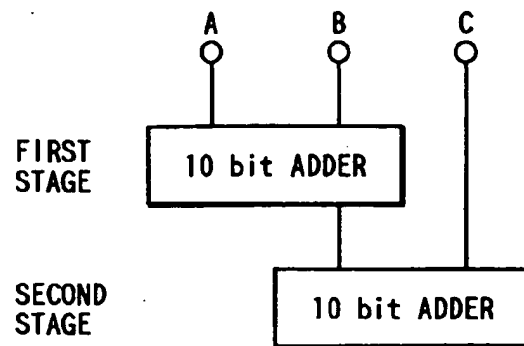 A B C
FIRST
STAGE
10 bit ADDER
SECOND
STAGE
10 bit ADDER